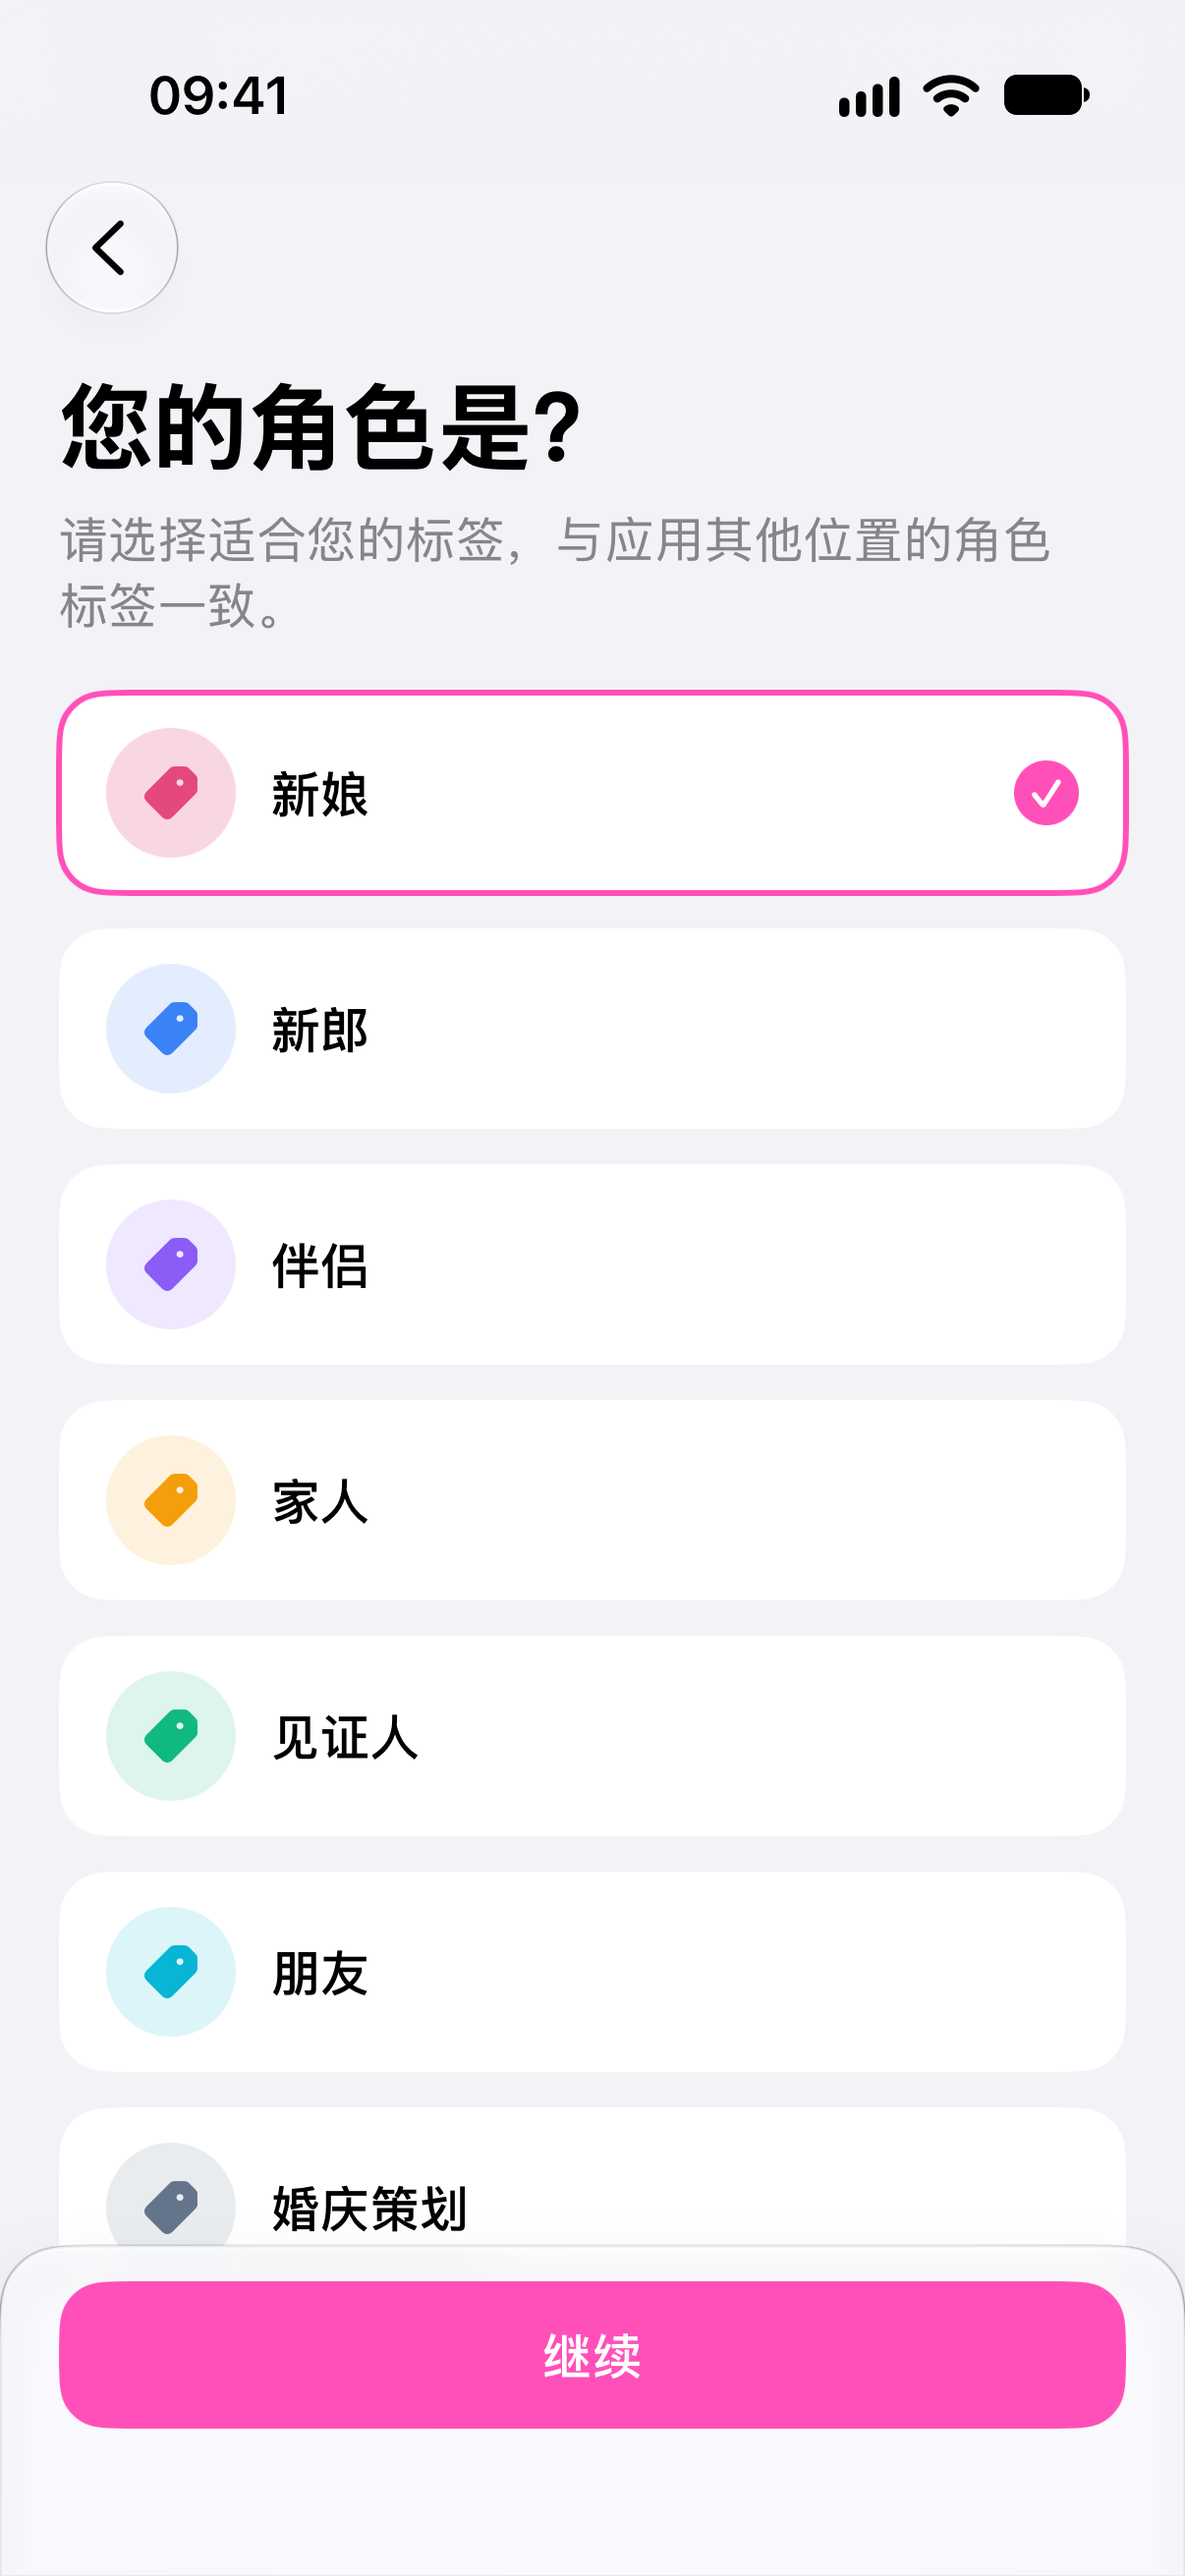 09:41
您的角色是?
请选择适合您的标签，与应用其他位置的角色
标签一致。
新娘
新郎
伴侣
家人
见证人
朋友
婚庆策划
继续